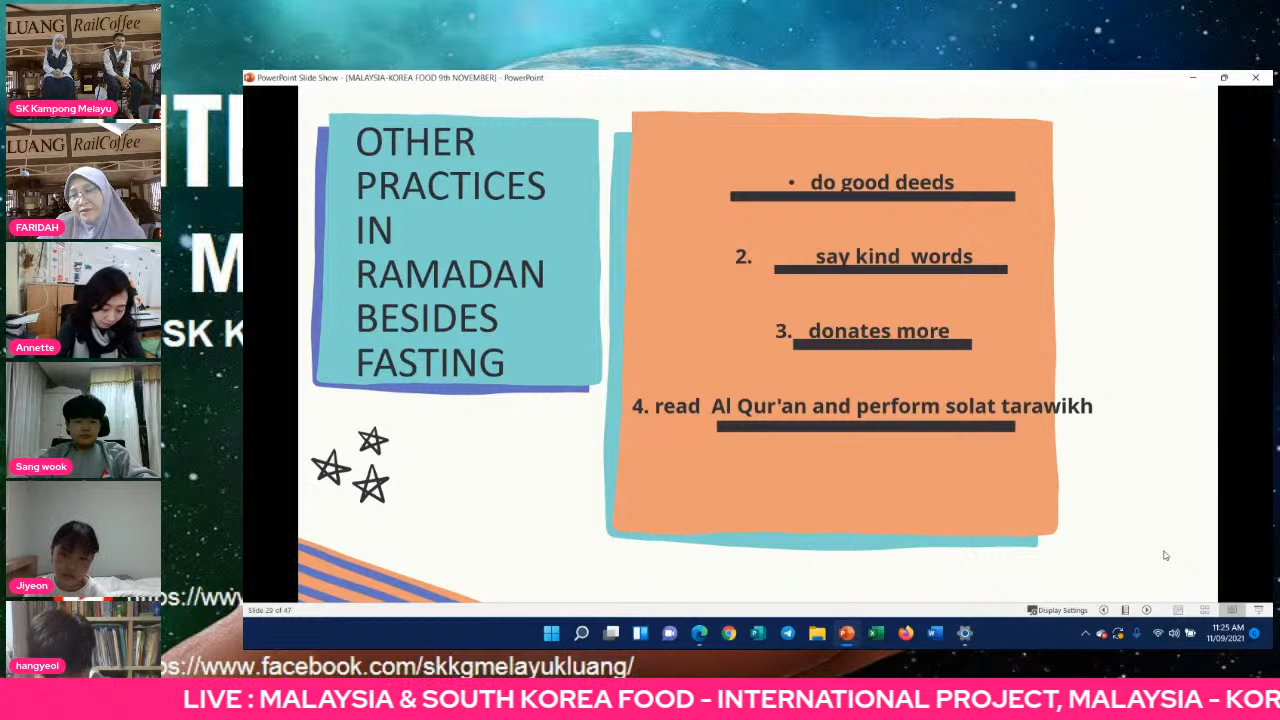 LUANG RailCoffee
SK Kampong Melayu
LUANG RailCoffee
FARIDAH
Annette
Sang wook
Jiyeon
hangyeol
M
SK K
PowerPoint Slide Show - [MALAYSIA-KOREA FOOD 9th NOVEMBER] - PowerPoint
OTHER
PRACTICES
IN
RAMADAN
BESIDES
FASTING
• do good deeds
2. say kind words
3. donates more
4. read Al Qur'an and perform solat tarawikh
Slide 29 of 47
Display Settings
11:25 AM
11/09/2021
s://www.facebook.com/skkgmelayukluang/
LIVE : MALAYSIA & SOUTH KOREA FOOD - INTERNATIONAL PROJECT, MALAYSIA - KOR